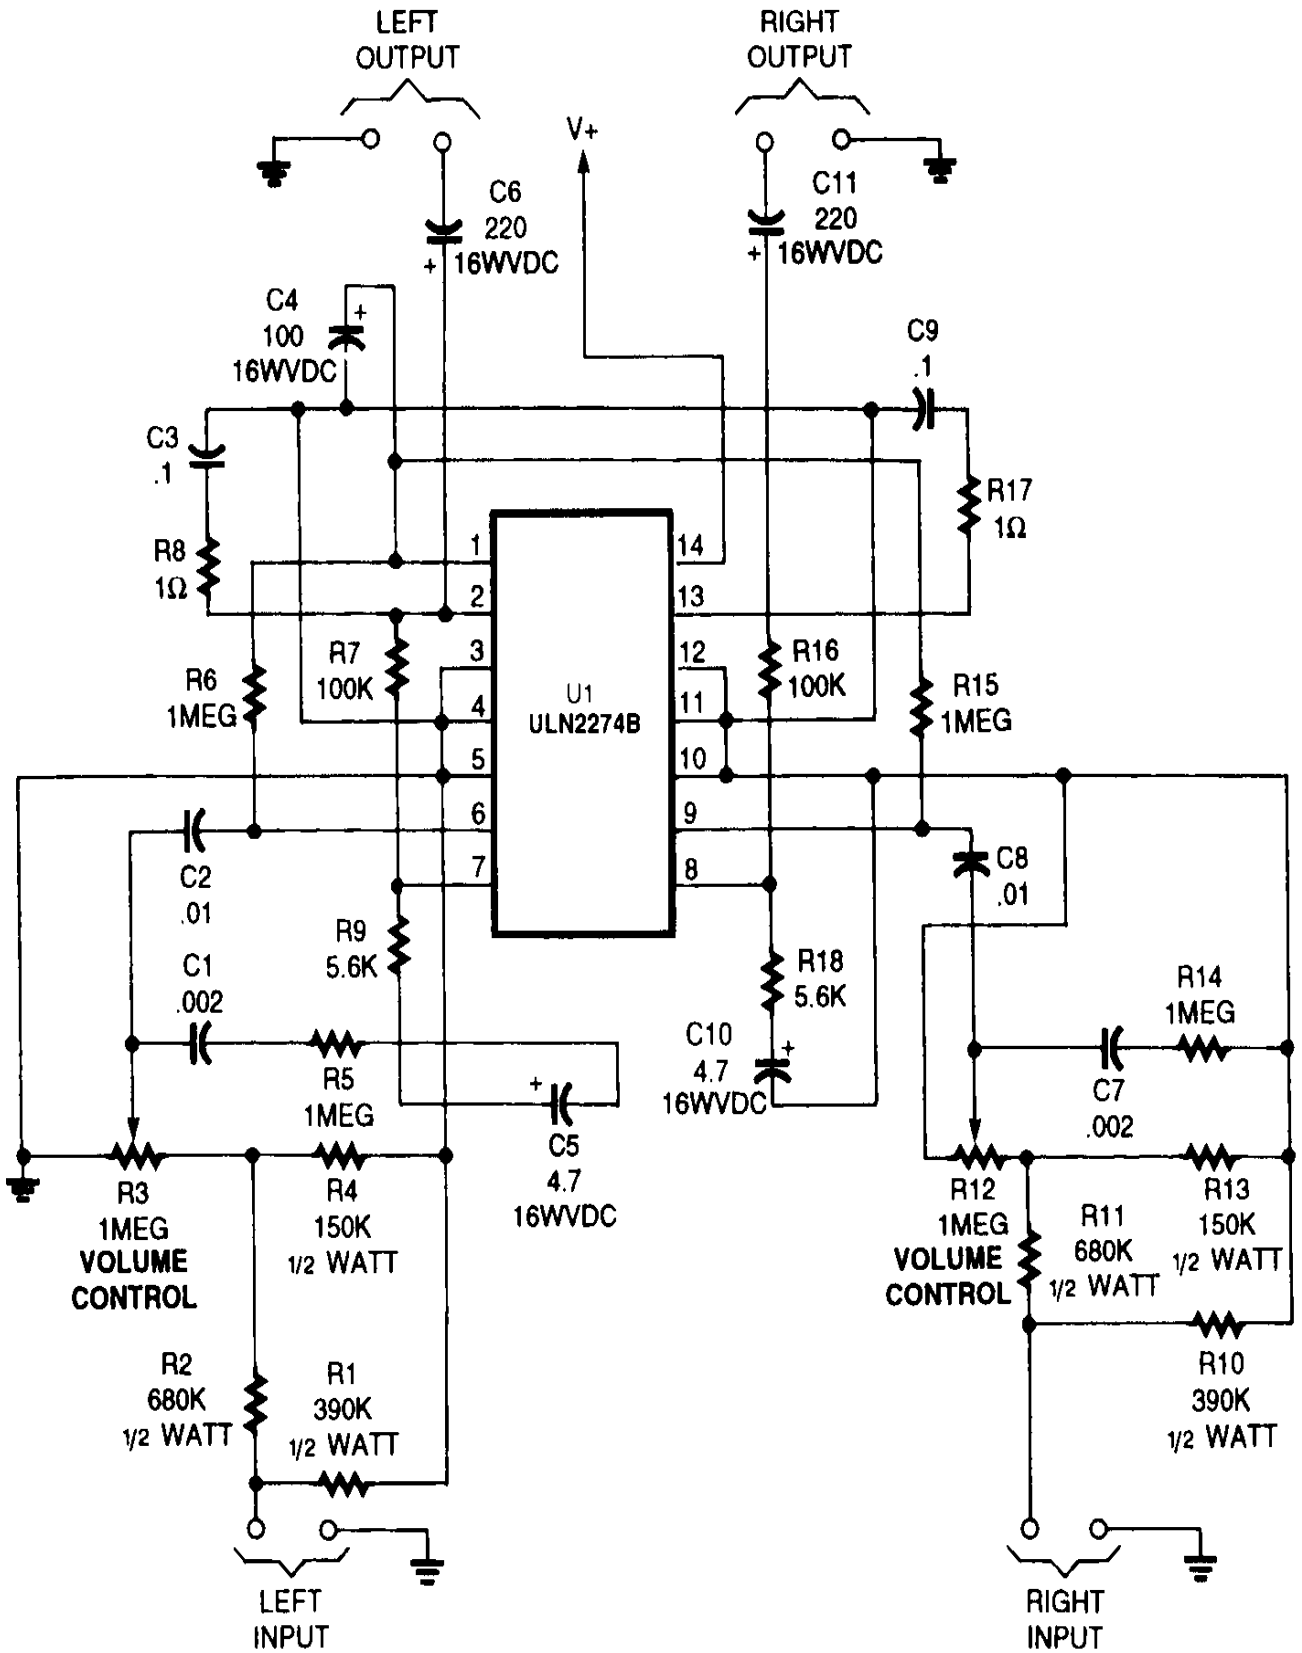 LEFT
OUTPUT
RIGHT
OUTPUT
V+
C6
220
16WVDC
+
C11
220
16WVDC
+
C4
100
16WVDC
+
C9
.1
C3
.1
R17
1Ω
R8
1Ω
1
2
3
4
5
6
7
14
13
12
11
10
9
8
U1
ULN2274B
R7
100K
R16
100K
R6
1MEG
R15
1MEG
C2
.01
C8
.01
R9
5.6K
R18
5.6K
C1
.002
R14
1MEG
C10
4.7
16WVDC
+
R5
1MEG
+
C5
4.7
16WVDC
C7
.002
R3
1MEG
VOLUME
CONTROL
R4
150K
1/2 WATT
R12
1MEG
VOLUME
CONTROL
R11
680K
1/2 WATT
R13
150K
1/2 WATT
R2
680K
1/2 WATT
R1
390K
1/2 WATT
R10
390K
1/2 WATT
LEFT
INPUT
RIGHT
INPUT